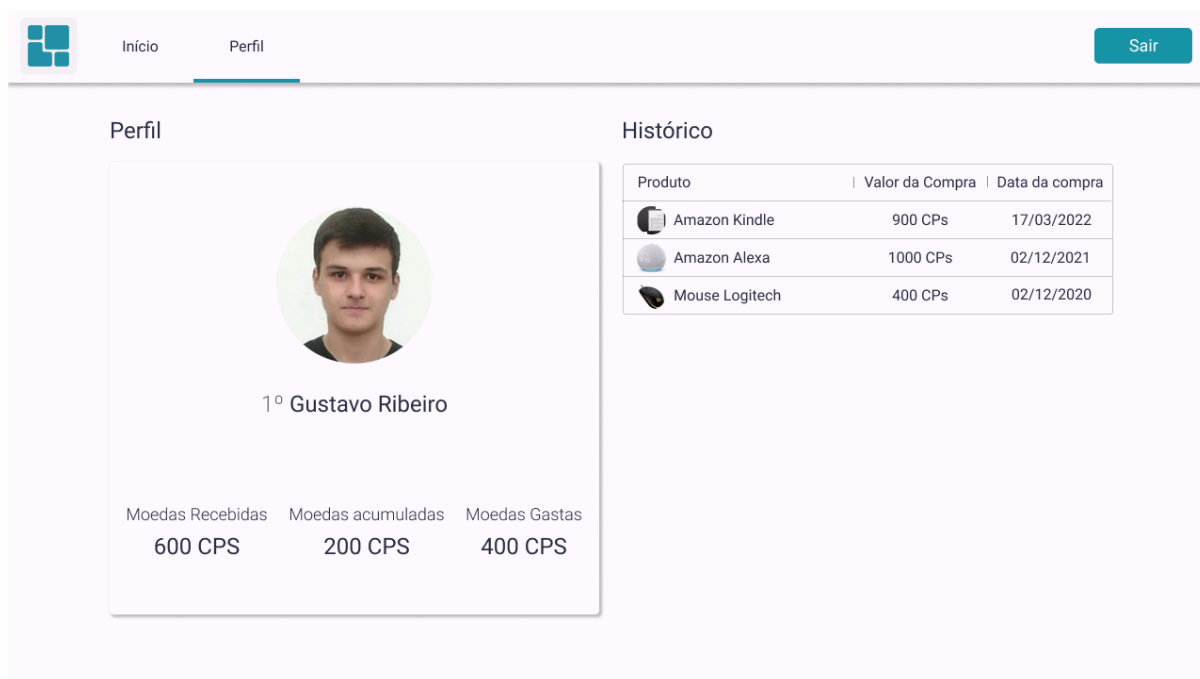 Início Perfil Sair
Perfil
1º Gustavo Ribeiro
Moedas Recebidas Moedas acumuladas Moedas Gastas
600 CPS 200 CPS 400 CPS
Histórico
Produto | Valor da Compra | Data da compra
Amazon Kindle 900 CPs 17/03/2022
Amazon Alexa 1000 CPs 02/12/2021
Mouse Logitech 400 CPs 02/12/2020